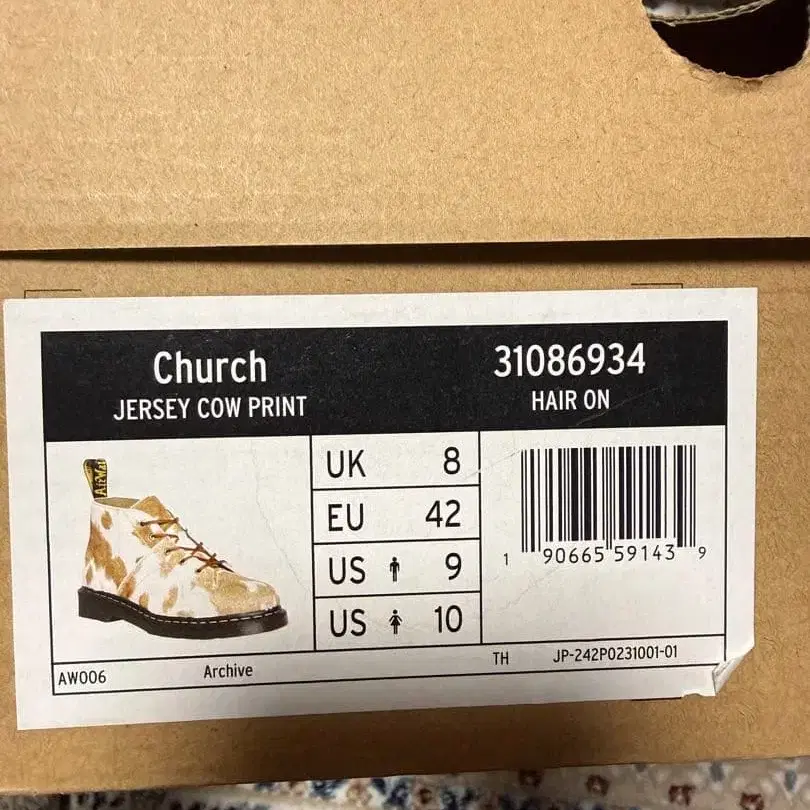 Church
31086934
JERSEY COW PRINT
HAIR ON
AirWai
UK 8
EU 42
US 9
US 10
1 90665 59143 9
TH JP-242P0231001-01
AW006 Archive